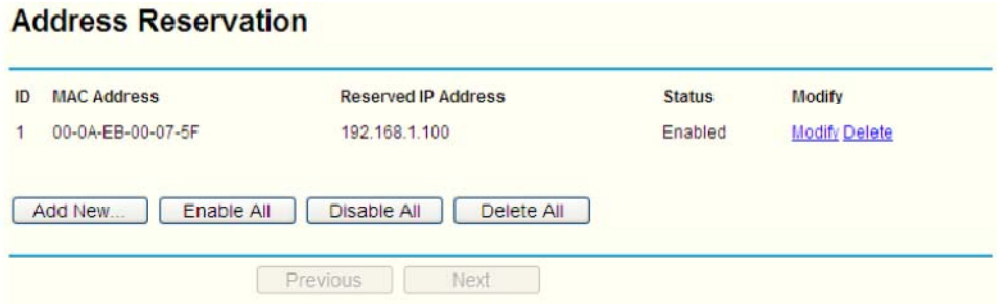 Address Reservation
ID MAC Address Reserved IP Address Status Modify
1 00-0A-EB-00-07-5F 192.168.1.100 Enabled Modify Delete
Add New... Enable All Disable All Delete All
Previous Next